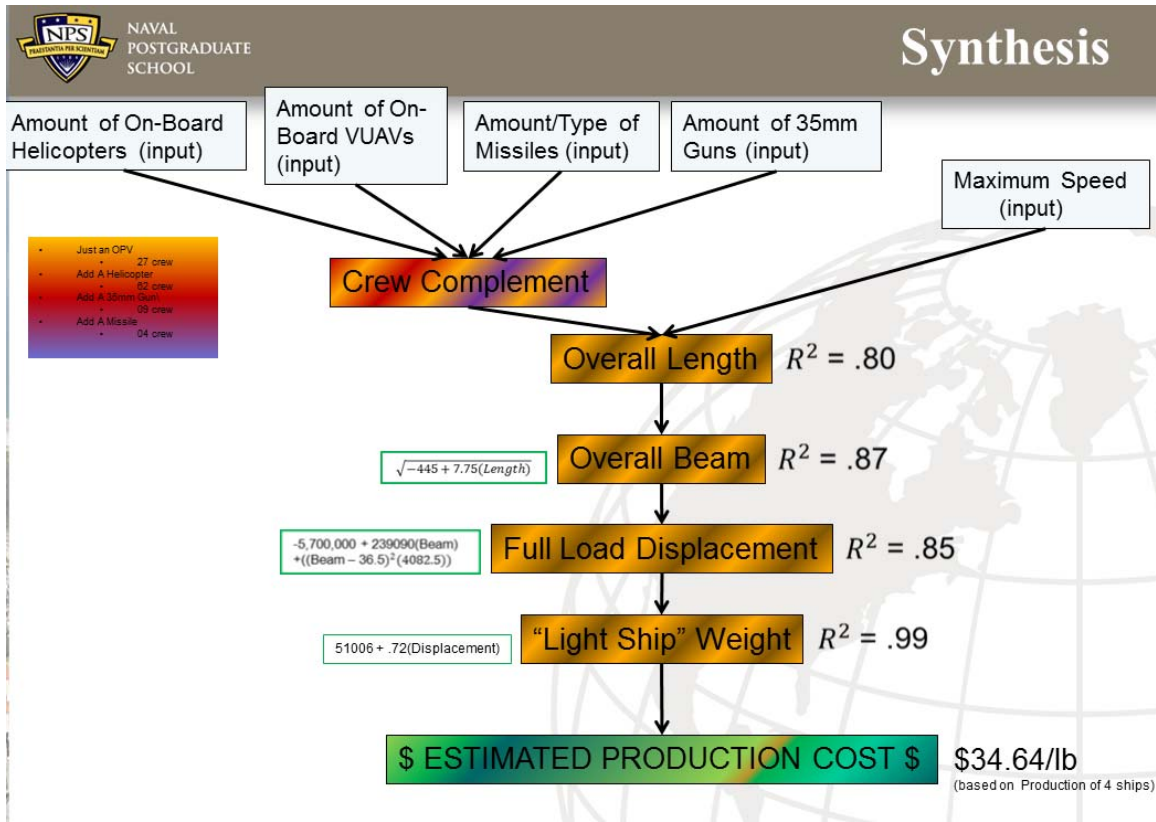 NPS
PRAESTANTIA PER SCIENTIAM
NAVAL
POSTGRADUATE
SCHOOL
Synthesis
Amount of On-Board
Helicopters (input)
Amount of On-
Board VUAVs
(input)
Amount/Type of
Missiles (input)
Amount of 35mm
Guns (input)
Maximum Speed
(input)
• Just an OPV
• 27 crew
• Add A Helicopter
• 62 crew
• Add A 35mm Gun
• 09 crew
• Add A Missile
• 04 crew
Crew Complement
Overall Length R² = .80
√−445 + 7.75(Length)
Overall Beam R² = .87
-5,700,000 + 239090(Beam)
+((Beam – 36.5)²(4082.5))
Full Load Displacement R² = .85
51006 + .72(Displacement)
“Light Ship” Weight R² = .99
$ ESTIMATED PRODUCTION COST $ $34.64/lb
(based on Production of 4 ships)